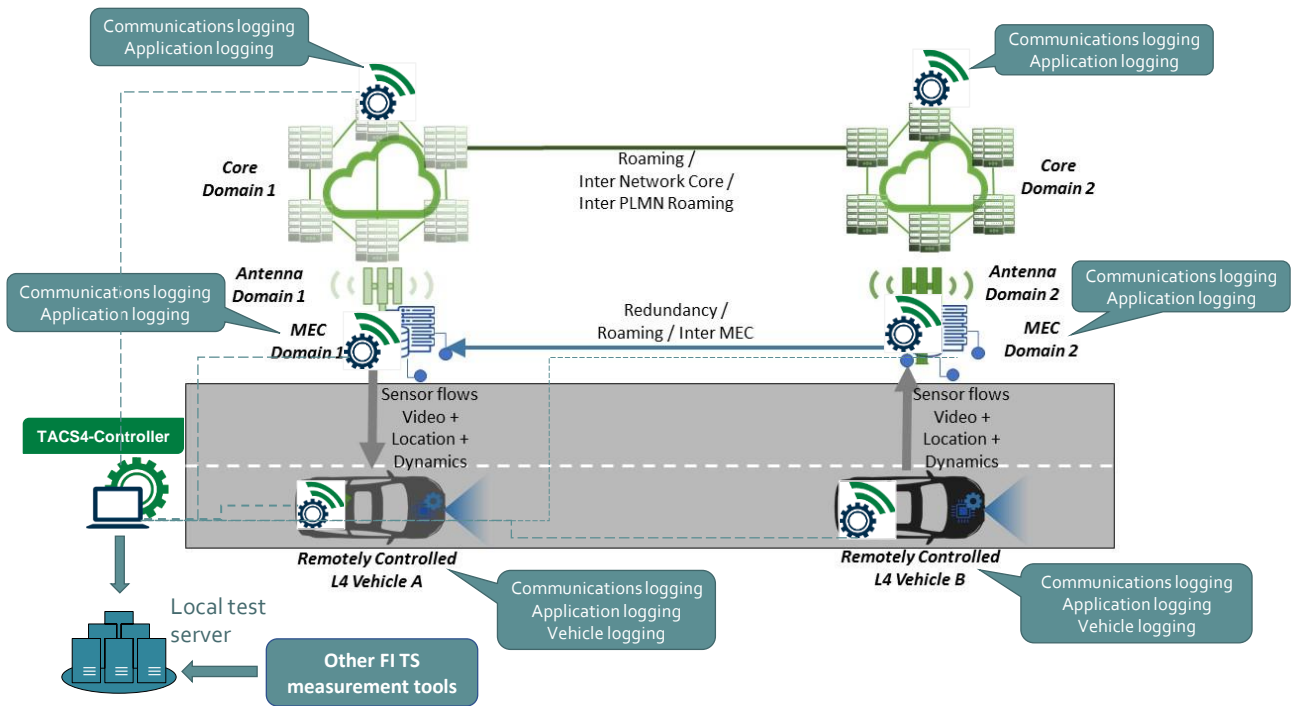 Communications logging
Application logging
Communications logging
Application logging
Core
Domain 1
Roaming /
Inter Network Core /
Inter PLMN Roaming
Core
Domain 2
Antenna
Domain 1
Antenna
Domain 2
Communications logging
Application logging
Communications logging
Application logging
MEC
Domain 1
Redundancy /
Roaming / Inter MEC
MEC
Domain 2
Sensor flows
Video +
Location +
Dynamics
Sensor flows
Video +
Location +
Dynamics
TACS4-Controller
Remotely Controlled
L4 Vehicle A
Remotely Controlled
L4 Vehicle B
Communications logging
Application logging
Vehicle logging
Communications logging
Application logging
Vehicle logging
Local test
server
Other FI TS
measurement tools